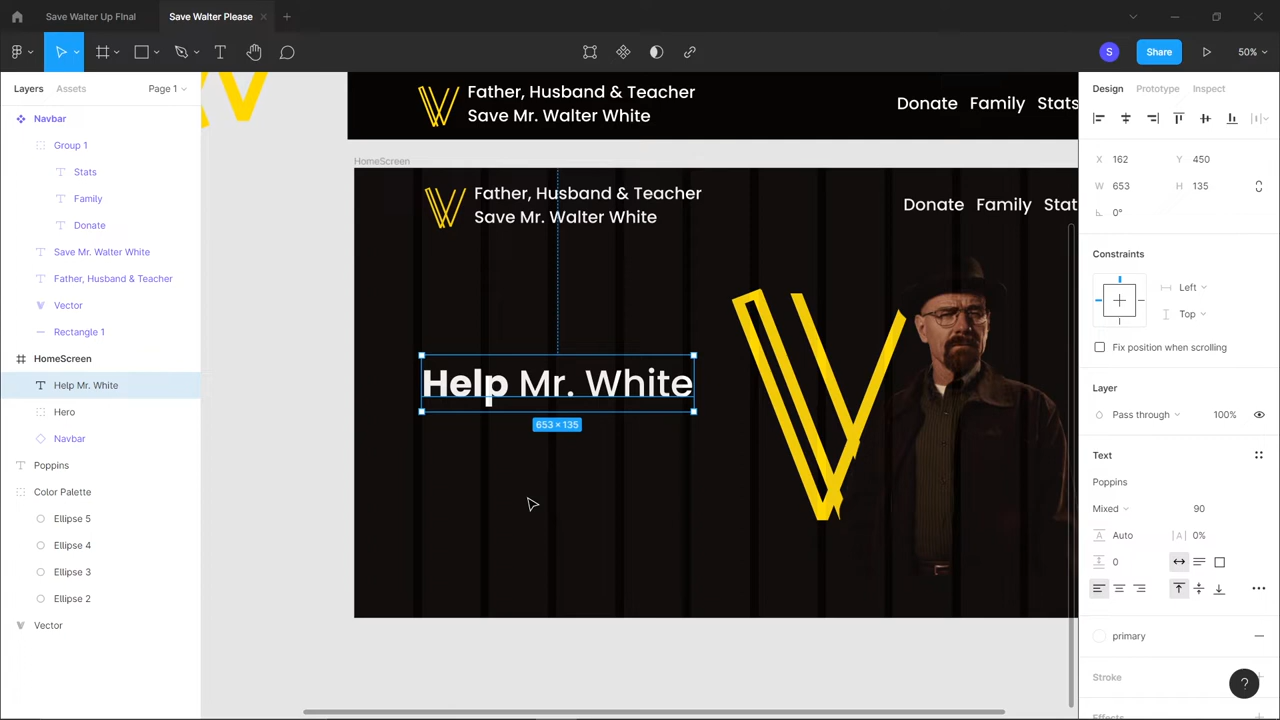 Save Walter Up FInal
Save Walter Please
S
Share
50%
Layers
Assets
Page 1
Navbar
Group 1
Stats
Family
Donate
Save Mr. Walter White
Father, Husband & Teacher
Vector
Rectangle 1
HomeScreen
Help Mr. White
Hero
Navbar
Poppins
Color Palette
Ellipse 5
Ellipse 4
Ellipse 3
Ellipse 2
Vector
Father, Husband & Teacher
Save Mr. Walter White
Donate Family Stats
HomeScreen
Father, Husband & Teacher
Save Mr. Walter White
Donate Family Stat
Help Mr. White
653 × 135
Design
Prototype
Inspect
X 162 Y 450
W 653 H 135
0°
Constraints
Left
Top
Fix position when scrolling
Layer
Pass through 100%
Text
Poppins
Mixed 90
A Auto |A| 0%
0
primary
Stroke
Effects
?